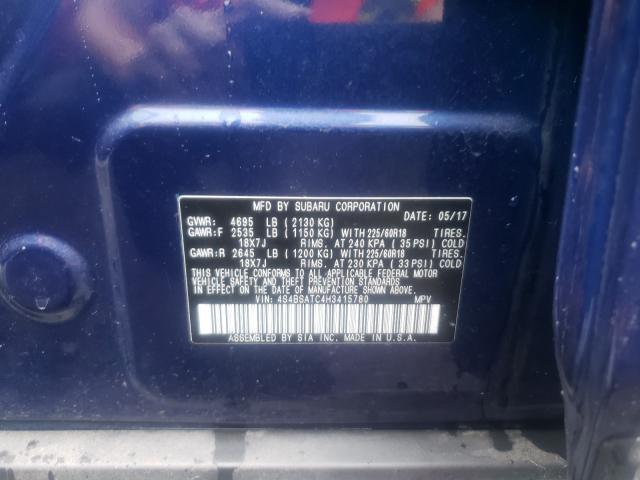 MFD BY SUBARU CORPORATION
GVWR: 4695 LB ( 2130 KG) DATE: 05/17
GAWR:F 2535 LB ( 1150 KG) WITH 225/60R18 TIRES.
18X7J RIMS, AT 240 KPA ( 35 PSI) COLD
GAWR:R 2645 LB ( 1200 KG) WITH 225/60R18 TIRES.
18X7J RIMS, AT 230 KPA ( 33 PSI) COLD
THIS VEHICLE CONFORMS TO ALL APPLICABLE FEDERAL MOTOR
VEHICLE SAFETY, BUMPER, AND THEFT PREVENTION STANDARDS
IN EFFECT ON THE DATE OF MANUFACTURE SHOWN ABOVE.
VIN: 4S4BSATC4H3415780 MPV
ASSEMBLED BY SIA INC. MADE IN U.S.A.